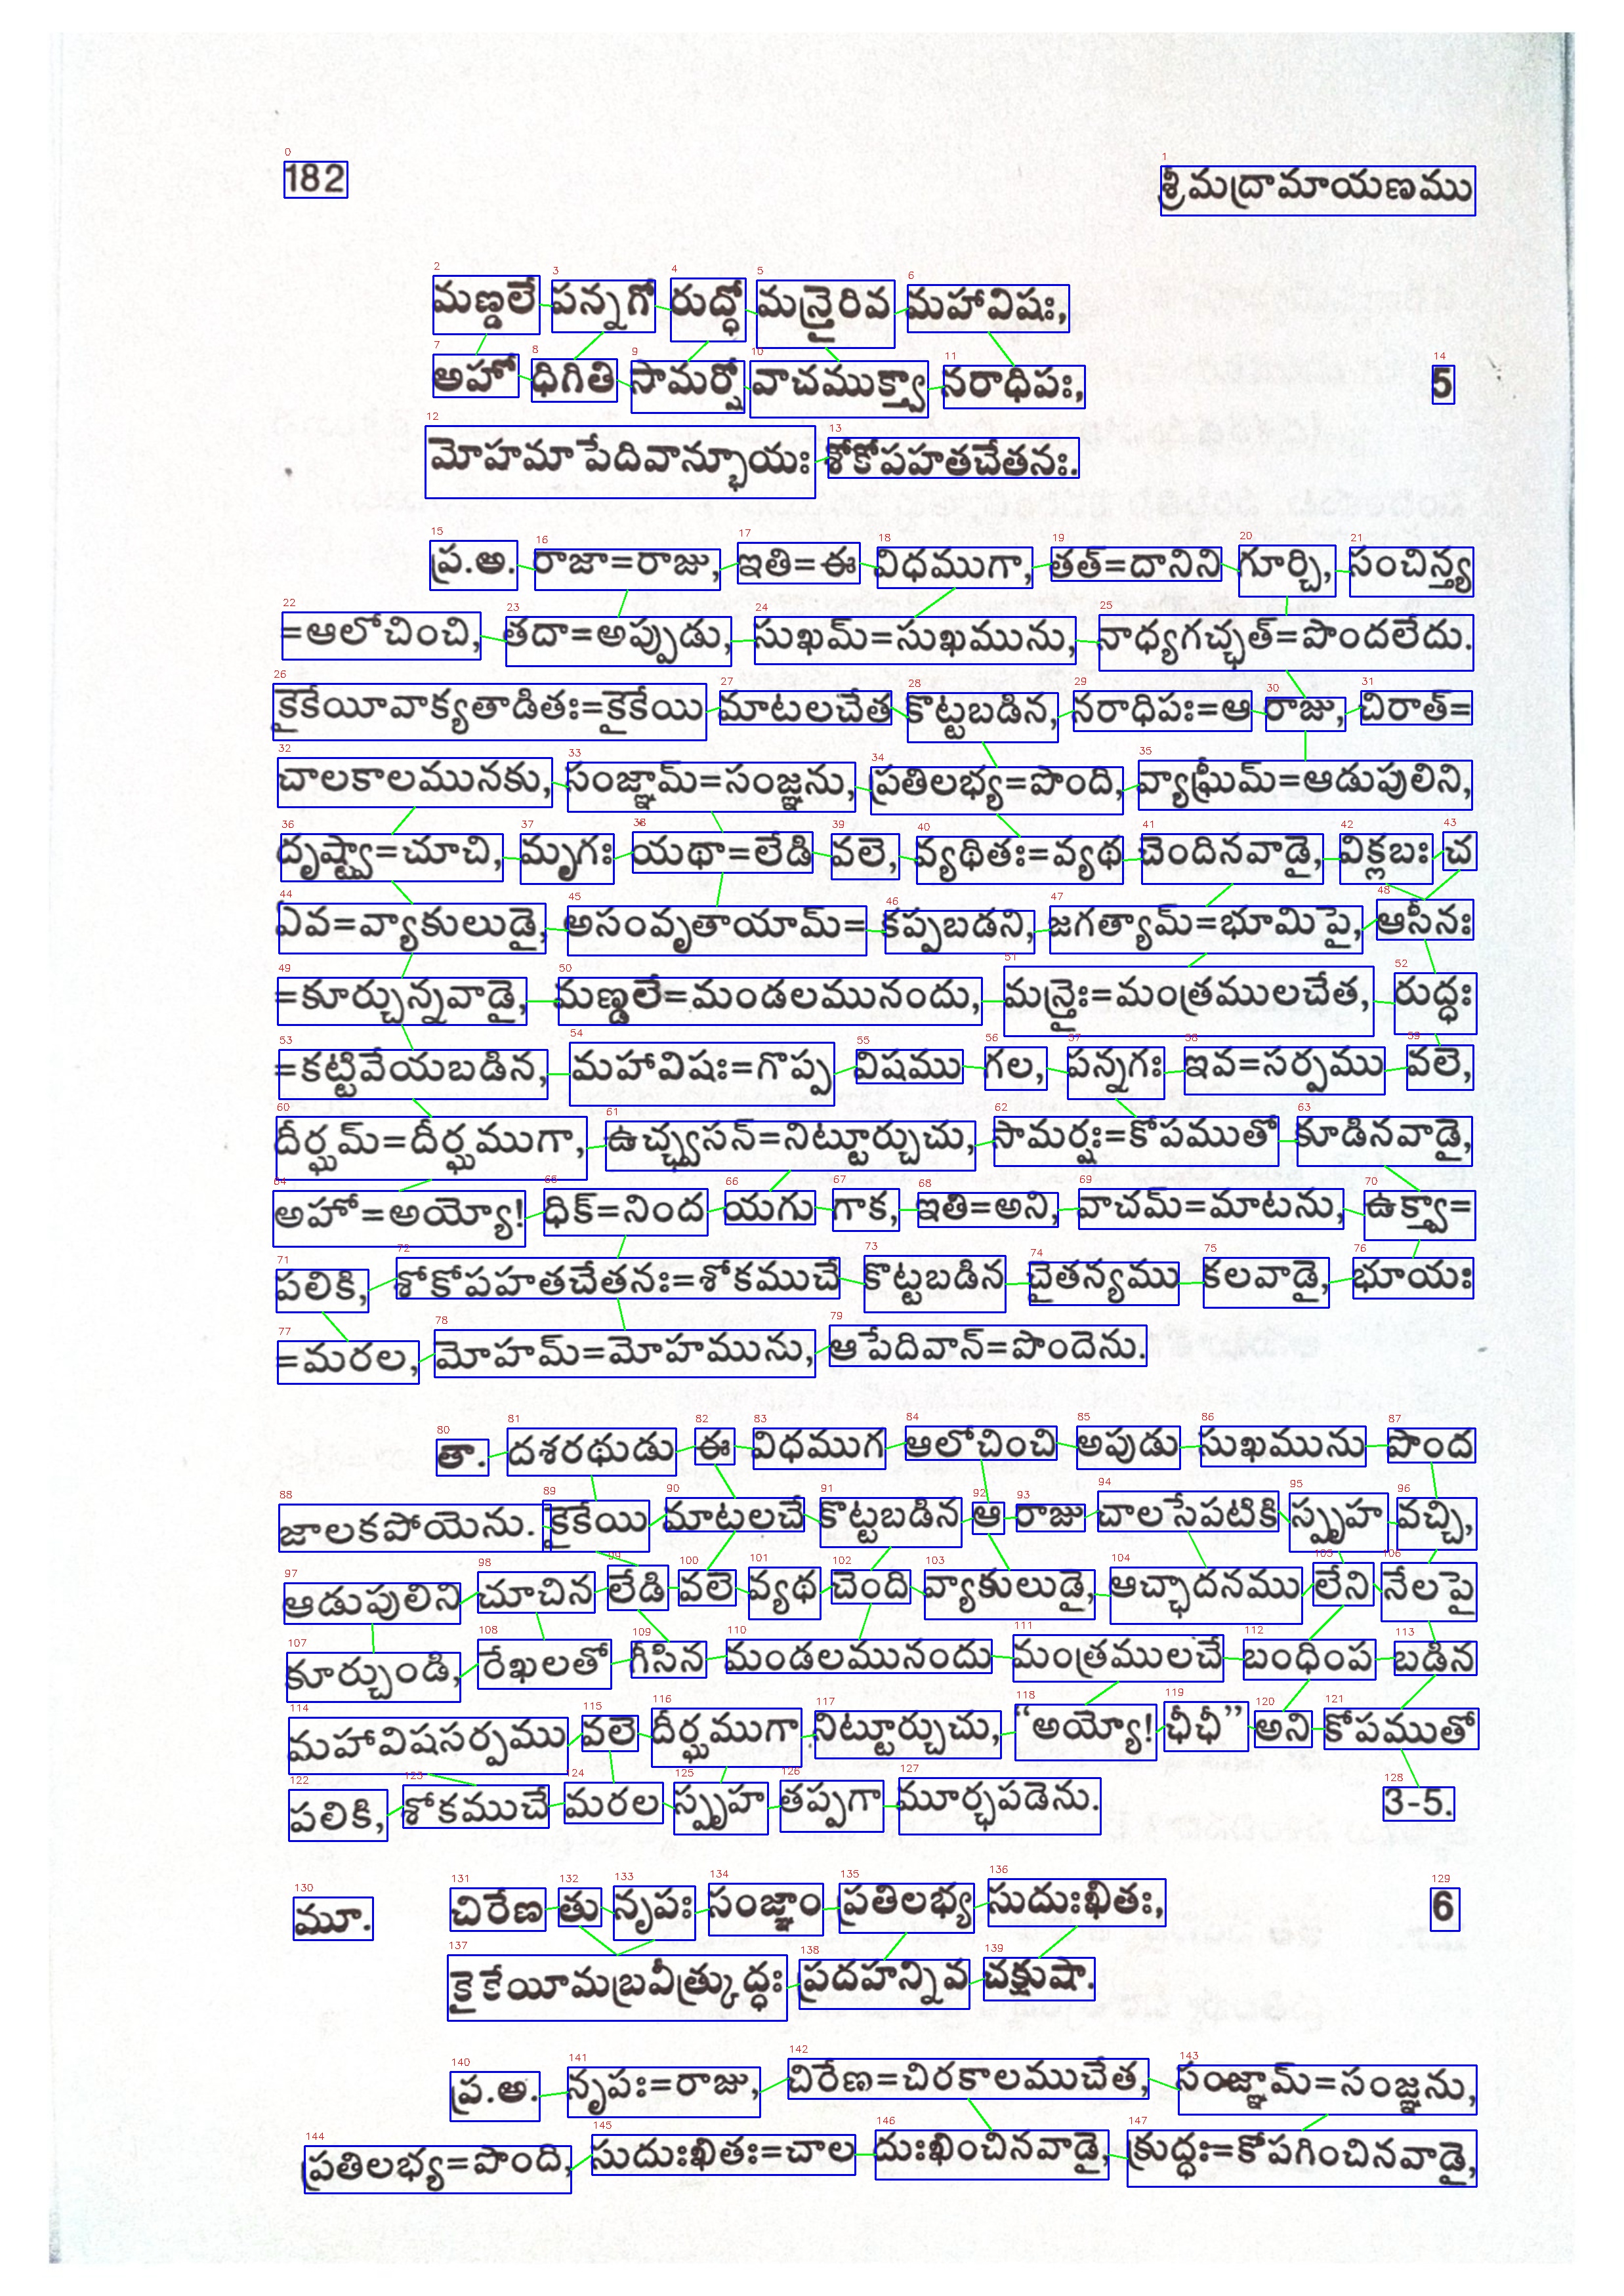 182 శ్రీమద్రామాయణము
మణ్డలే పన్నగో రుద్ధో మన్త్రైరివ మహావిషః,
అహో ధిగితి సామర్షో వాచముక్త్వా నరాధిపః, 5
మోహమాపేదివాన్భూయః శోకోపహతచేతనః.
ప్ర.అ. రాజా=రాజు, ఇతి=ఈ విధముగా, తత్=దానిని గూర్చి, సంచిన్త్య
=ఆలోచించి, తదా=అప్పుడు, సుఖమ్=సుఖమును, నాధ్యగచ్ఛత్=పొందలేదు.
కైకేయీవాక్యతాడితః=కైకేయి మాటలచేత కొట్టబడిన, నరాధిపః=ఆ రాజు, చిరాత్=
చాలకాలమునకు, సంజ్ఞామ్=సంజ్ఞను, ప్రతిలభ్య=పొంది, వ్యాఘ్రీమ్=ఆడుపులిని,
దృష్ట్వా=చూచి, మృగః యథా=లేడి వలె, వ్యథితః=వ్యథ చెందినవాడై, విక్లబః చ
ఏవ=వ్యాకులుడై, అసంవృతాయామ్= కప్పబడని, జగత్యామ్=భూమిపై, ఆసీనః
=కూర్చున్నవాడై, మణ్డలే=మండలమునందు, మన్త్రైః=మంత్రములచేత, రుద్ధః
=కట్టివేయబడిన, మహావిషః=గొప్ప విషము గల, పన్నగః ఇవ=సర్పము వలె,
దీర్ఘమ్=దీర్ఘముగా, ఉచ్ఛ్వసన్=నిట్టూర్చుచు, సామర్షః=కోపముతో కూడినవాడై,
అహో=అయ్యో! ధిక్=నింద యగు గాక, ఇతి=అని, వాచమ్=మాటను, ఉక్త్వా=
పలికి, శోకోపహతచేతనః=శోకముచే కొట్టబడిన చైతన్యము కలవాడై, భూయః
=మరల, మోహమ్=మోహమును, ఆపేదివాన్=పొందెను.
తా. దశరథుడు ఈ విధముగ ఆలోచించి అపుడు సుఖమును పొంద
జాలకపోయెను. కైకేయి మాటలచే కొట్టబడిన ఆ రాజు చాలసేపటికి స్పృహ వచ్చి,
ఆడుపులిని చూచిన లేడి వలె వ్యథ చెంది వ్యాకులుడై, ఆచ్ఛాదనము లేని నేలపై
కూర్చుండి, రేఖలతో గీసిన మండలమునందు మంత్రములచే బంధింప బడిన
మహావిషసర్పము వలె దీర్ఘముగా నిట్టూర్చుచు, “అయ్యో! ఛీఛీ” అని కోపముతో
పలికి, శోకముచే మరల స్పృహ తప్పగా మూర్ఛపడెను. 3-5.
మూ. చిరేణ తు నృపః సంజ్ఞాం ప్రతిలభ్య సుదుఃఖితః, 6
కైకేయీమబ్రవీత్క్రుద్ధః ప్రదహన్నివ చక్షుషా.
ప్ర.అ. నృపః=రాజు, చిరేణ=చిరకాలముచేత, సంజ్ఞామ్=సంజ్ఞను,
ప్రతిలభ్య=పొంది, సుదుఃఖితః=చాల దుఃఖించినవాడై, క్రుద్ధః=కోపగించినవాడై,